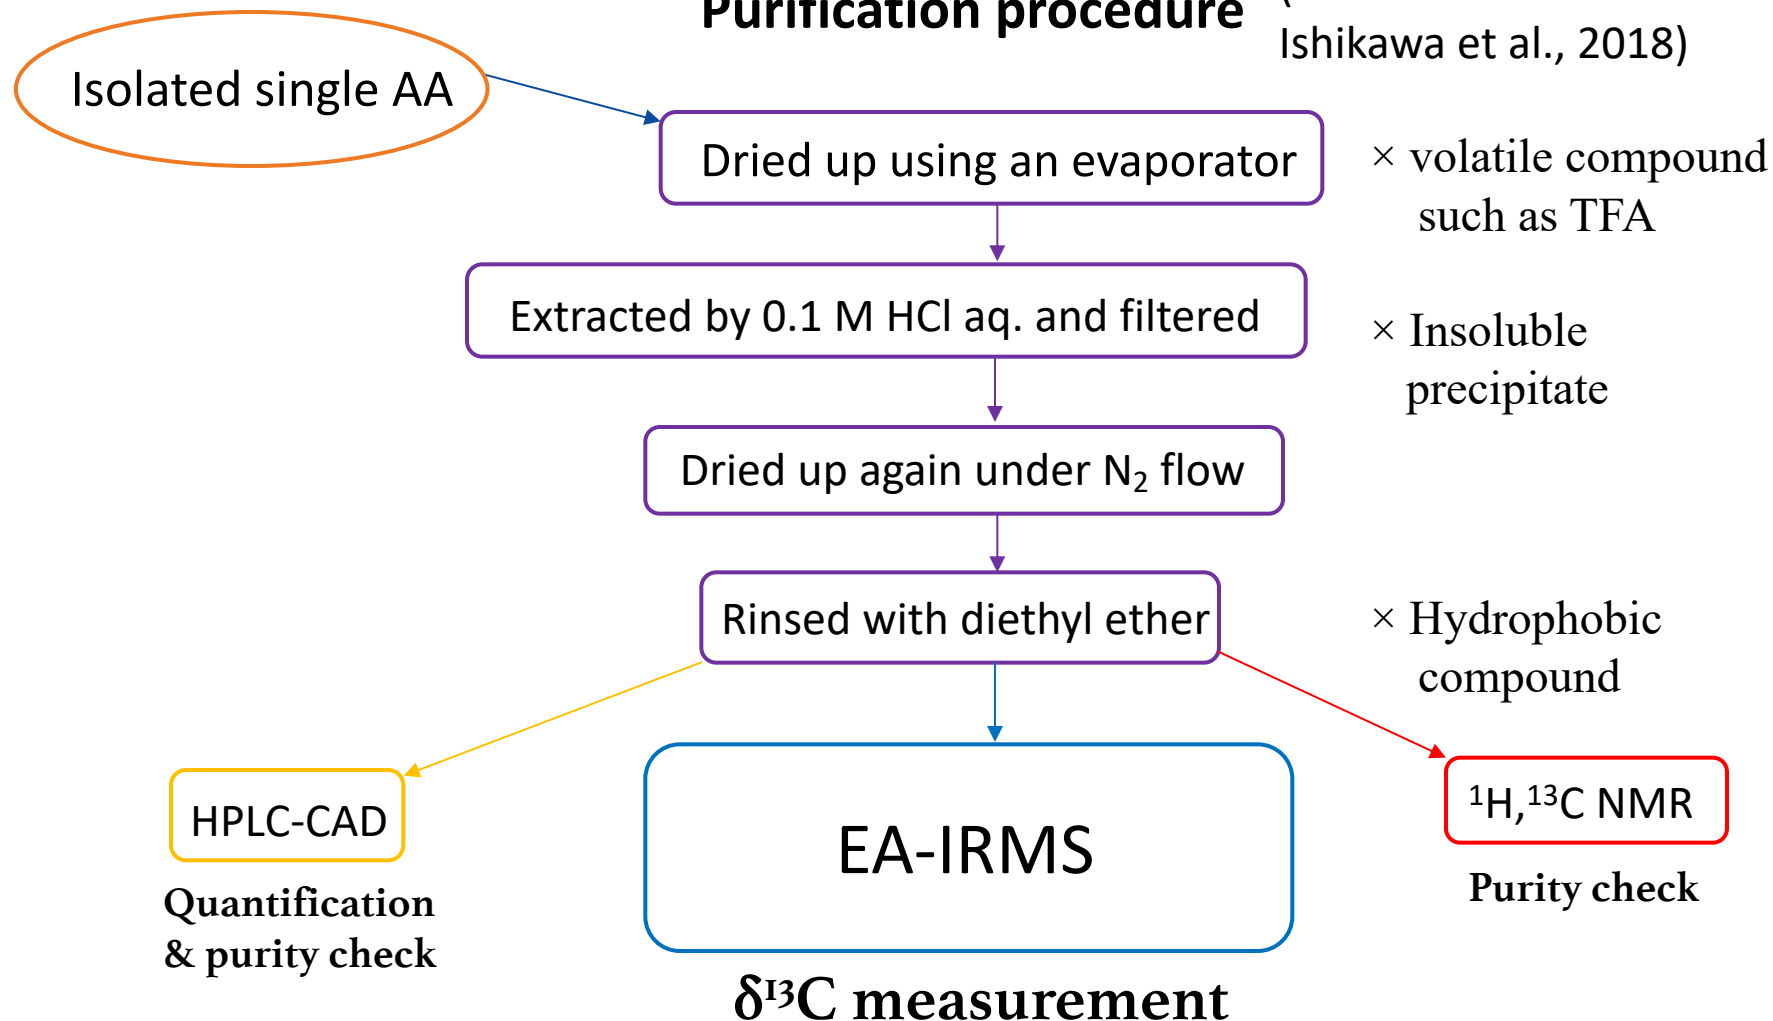 Purification procedure
(
Ishikawa et al., 2018)
Isolated single AA
Dried up using an evaporator
× volatile compound
such as TFA
Extracted by 0.1 M HCl aq. and filtered
× Insoluble
precipitate
Dried up again under N₂ flow
Rinsed with diethyl ether
× Hydrophobic
compound
HPLC-CAD
Quantification
& purity check
EA-IRMS
δ¹³C measurement
¹H,¹³C NMR
Purity check